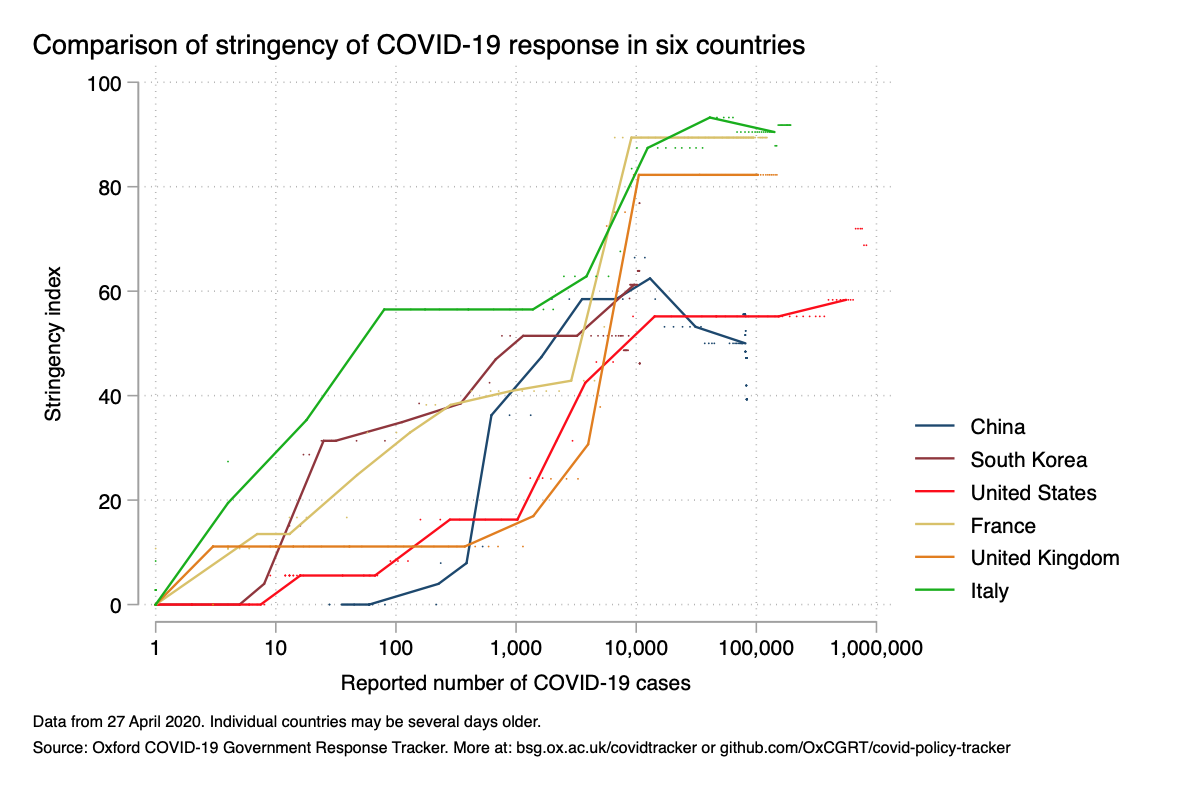 Comparison of stringency of COVID-19 response in six countries
100
80
60
40
20
0
Stringency index
1
10
100
1,000
10,000
100,000
1,000,000
Reported number of COVID-19 cases
China
South Korea
United States
France
United Kingdom
Italy
Data from 27 April 2020. Individual countries may be several days older.
Source: Oxford COVID-19 Government Response Tracker. More at: bsg.ox.ac.uk/covidtracker or github.com/OxCGRT/covid-policy-tracker